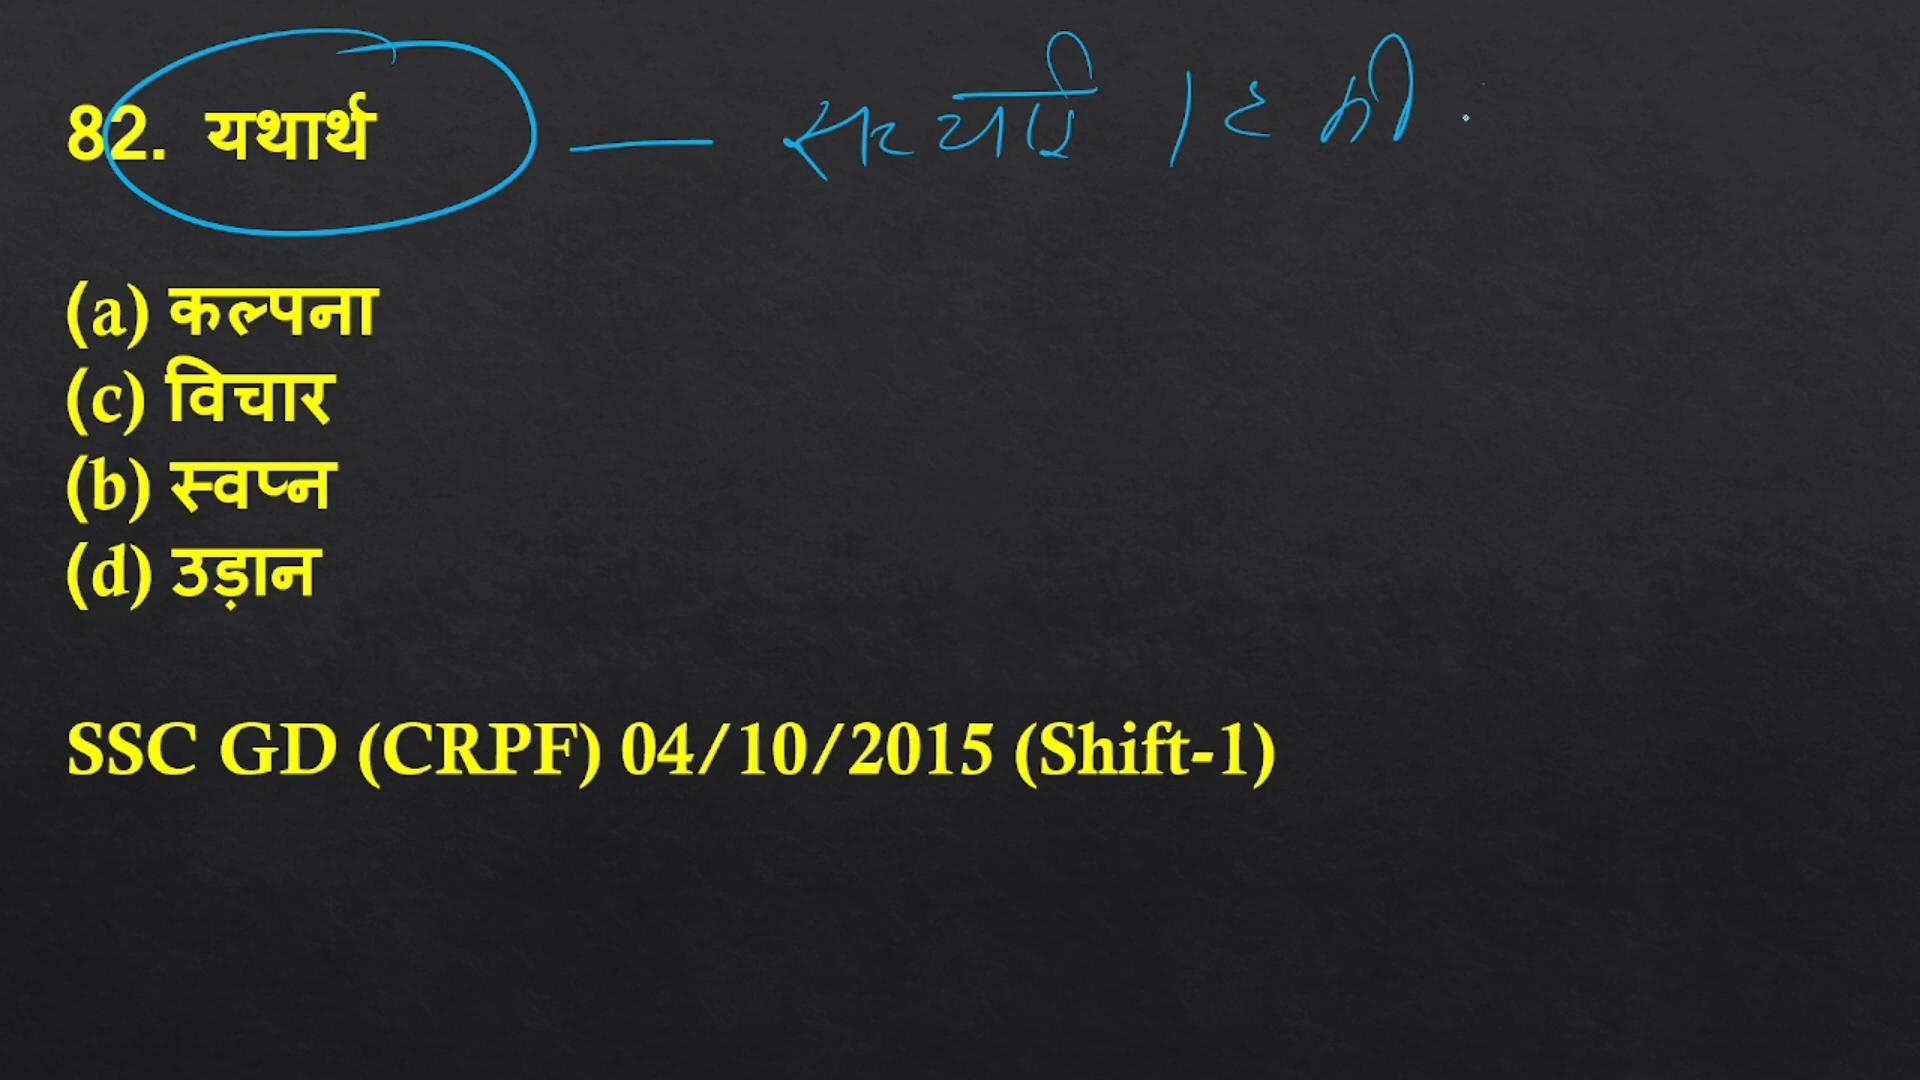 82. यथार्थ
(a) कल्पना
(c) विचार
(b) स्वप्न
(d) उड़ान
SSC GD (CRPF) 04/10/2015 (Shift-1)